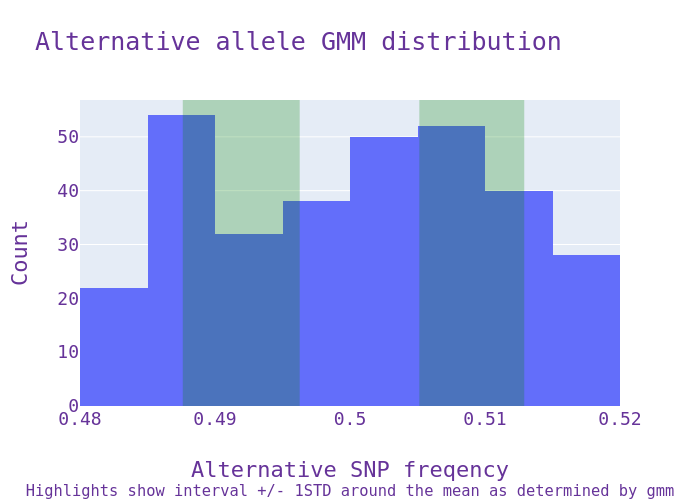 Alternative allele GMM distribution
50
40
30
20
10
0
Count
0.48 0.49 0.5 0.51 0.52
Alternative SNP freqency
Highlights show interval +/- 1STD around the mean as determined by gmm